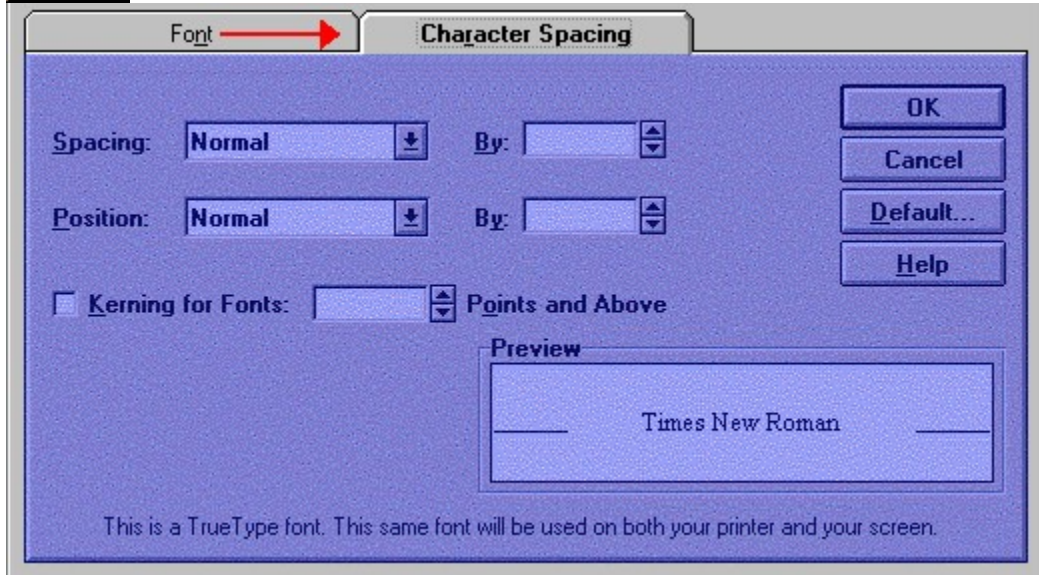 Font Character Spacing
OK
Spacing: Normal By:
Cancel
Position: Normal By:
Default...
Help
Kerning for Fonts: Points and Above
Preview
Times New Roman
This is a TrueType font. This same font will be used on both your printer and your screen.